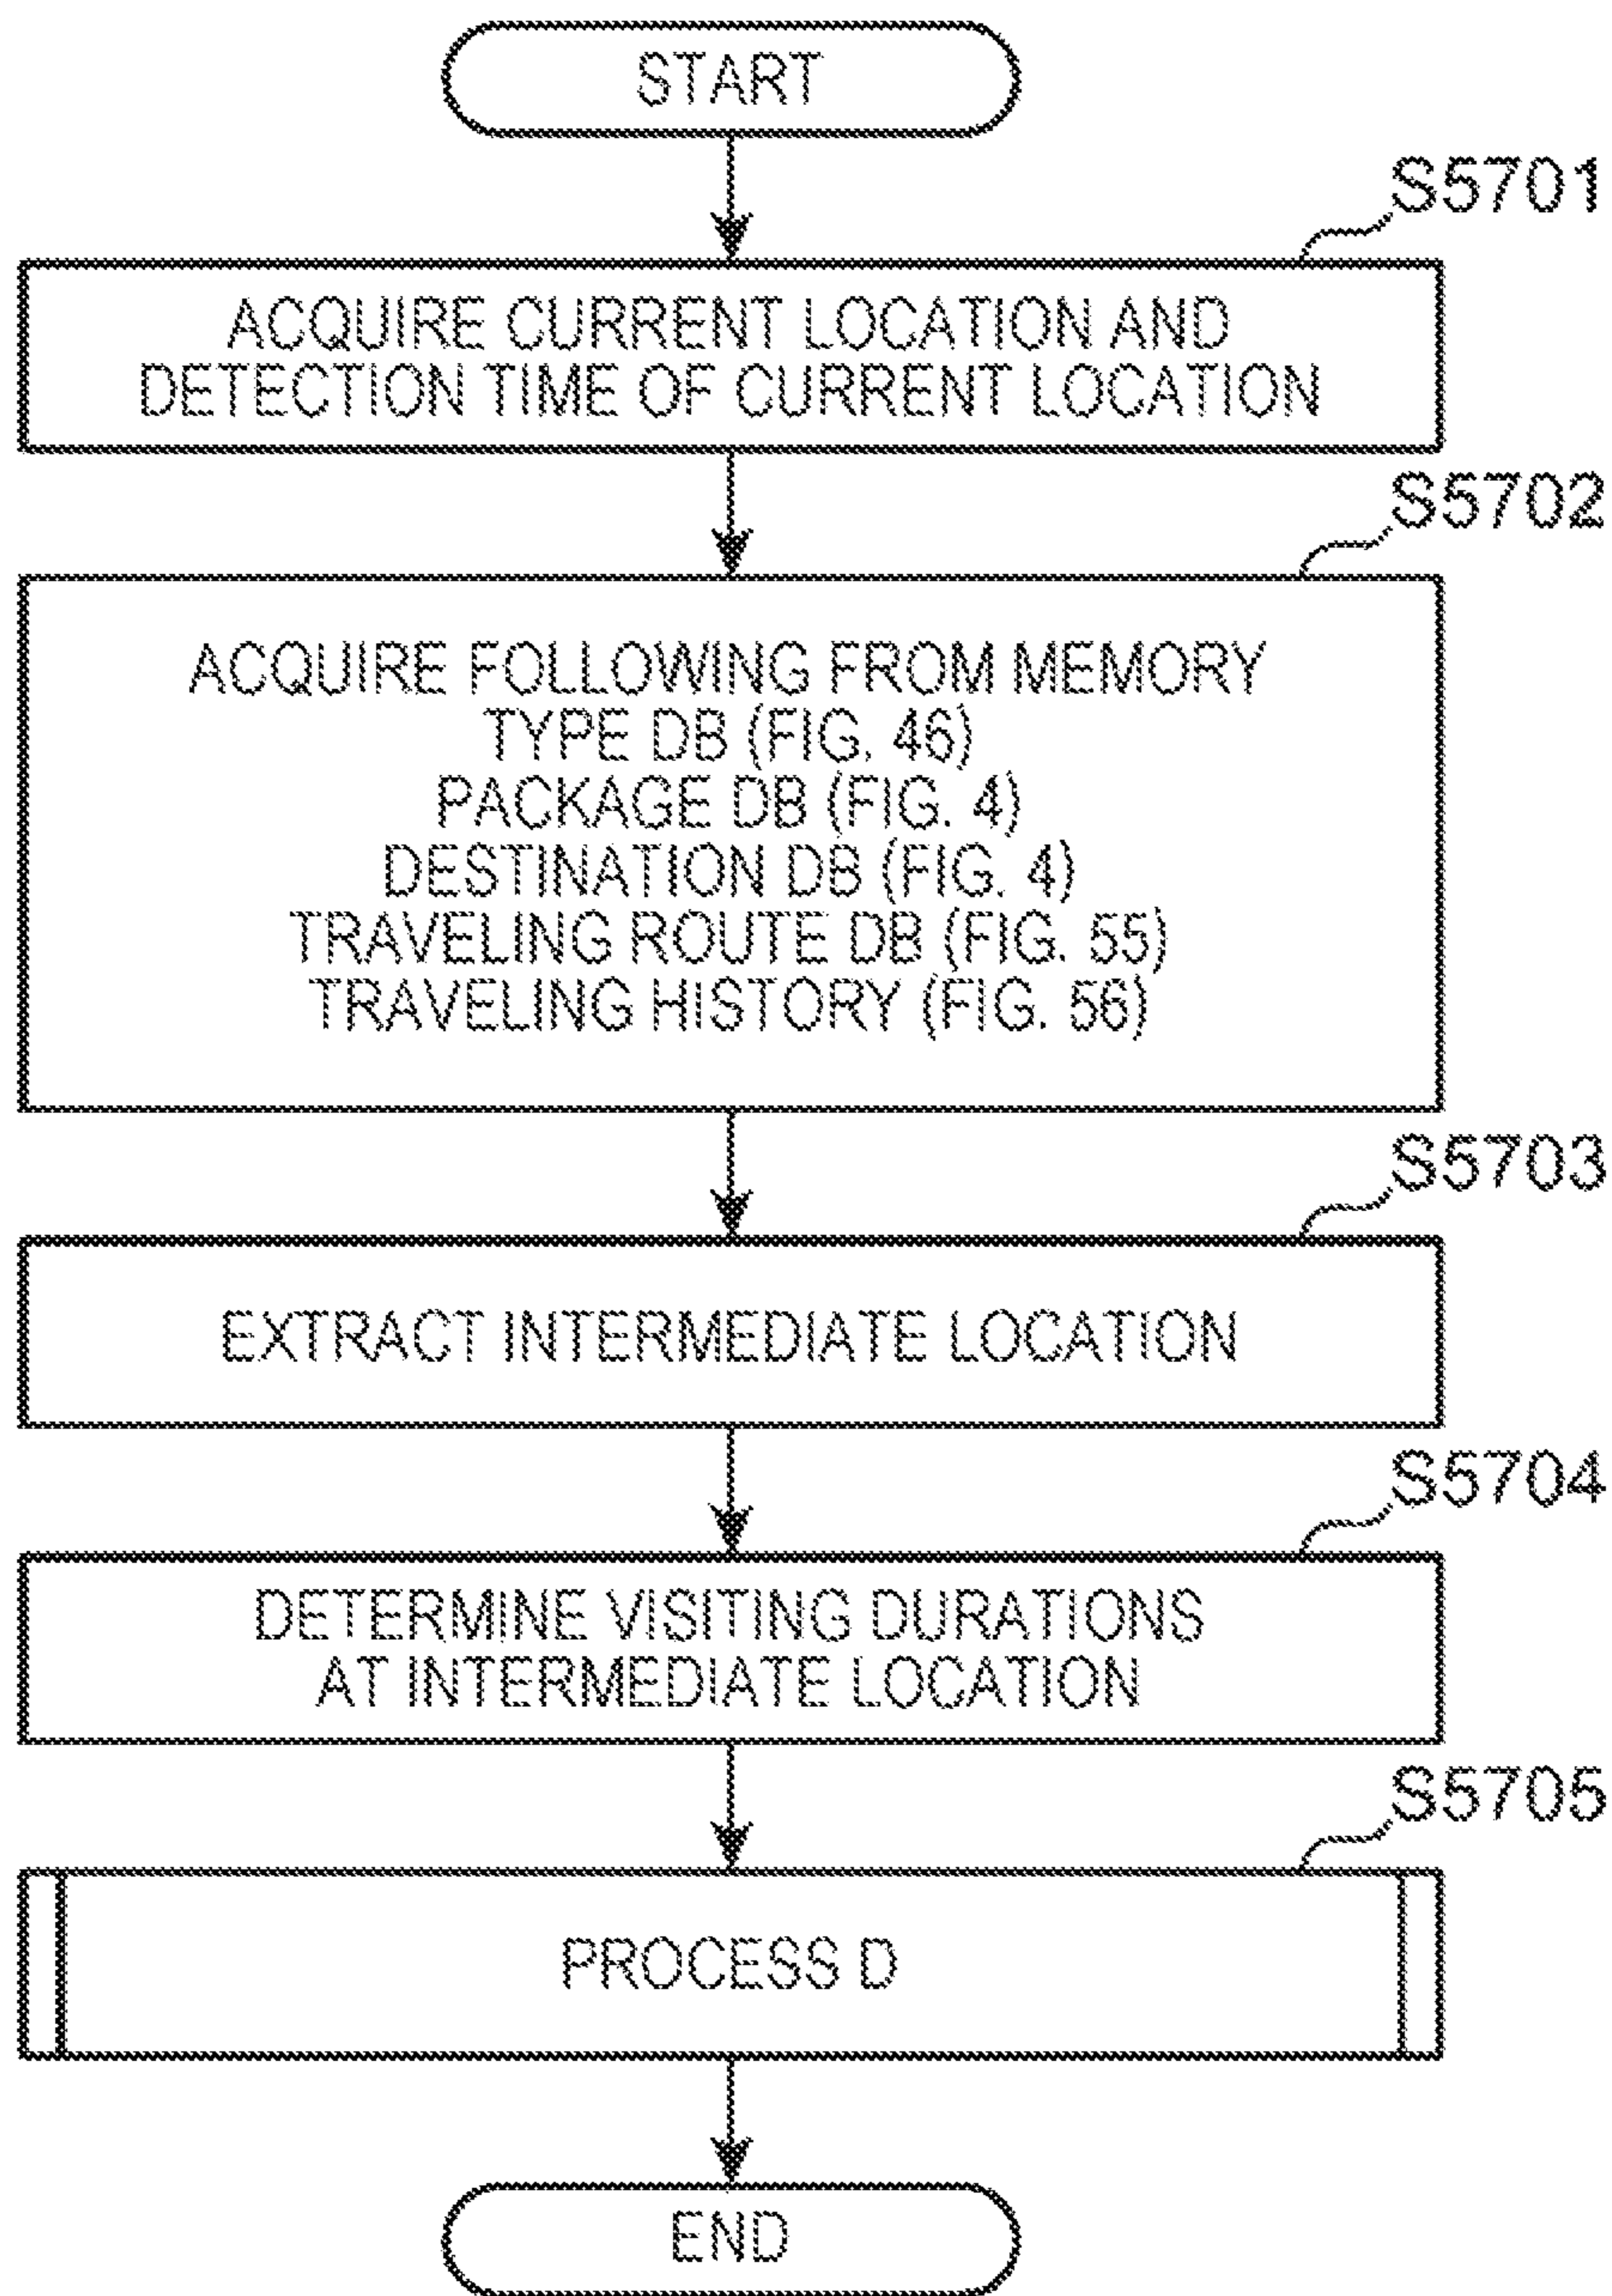 START
S5701
ACQUIRE CURRENT LOCATION AND
DETECTION TIME OF CURRENT LOCATION
S5702
ACQUIRE FOLLOWING FROM MEMORY
TYPE DB (FIG. 46)
PACKAGE DB (FIG. 4)
DESTINATION DB (FIG. 4)
TRAVELING ROUTE DB (FIG. 55)
TRAVELING HISTORY (FIG. 56)
S5703
EXTRACT INTERMEDIATE LOCATION
S5704
DETERMINE VISITING DURATIONS
AT INTERMEDIATE LOCATION
S5705
PROCESS D
END